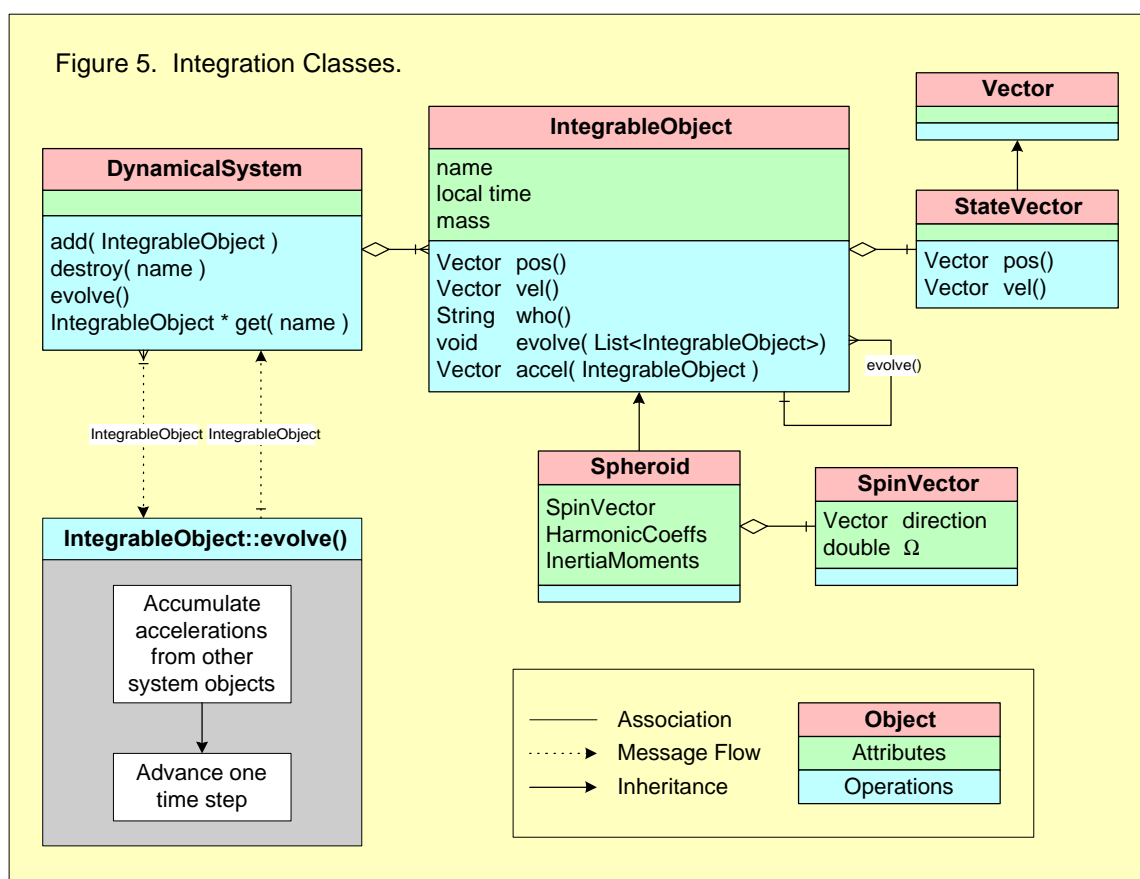 Figure 5. Integration Classes.
DynamicalSystem
add( IntegrableObject )
destroy( name )
evolve()
IntegrableObject * get( name )
IntegrableObject
name
local time
mass
Vector pos()
Vector vel()
String who()
void evolve( List<IntegrableObject>)
Vector accel( IntegrableObject )
evolve()
Vector
StateVector
Vector pos()
Vector vel()
IntegrableObject
IntegrableObject
Spheroid
SpinVector
HarmonicCoeffs
InertiaMoments
SpinVector
Vector direction
double Ω
IntegrableObject::evolve()
Accumulate
accelerations
from other
system objects
Advance one
time step
Association
Message Flow
Inheritance
Object
Attributes
Operations